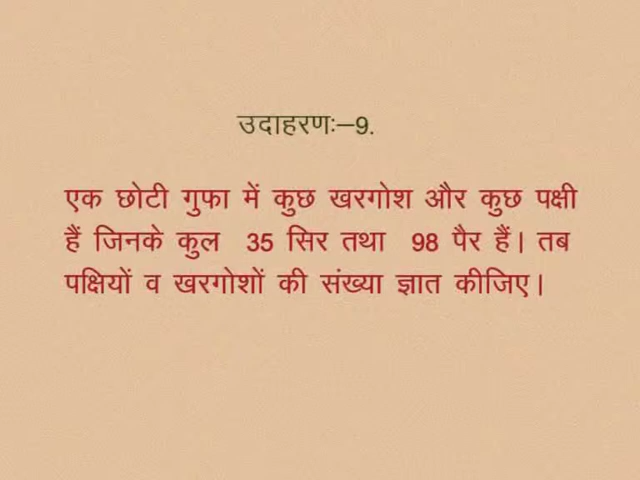 उदाहरणः–9.
एक छोटी गुफा में कुछ खरगोश और कुछ पक्षी
हैं जिनके कुल 35 सिर तथा 98 पैर हैं। तब
पक्षियों व खरगोशों की संख्या ज्ञात कीजिए।